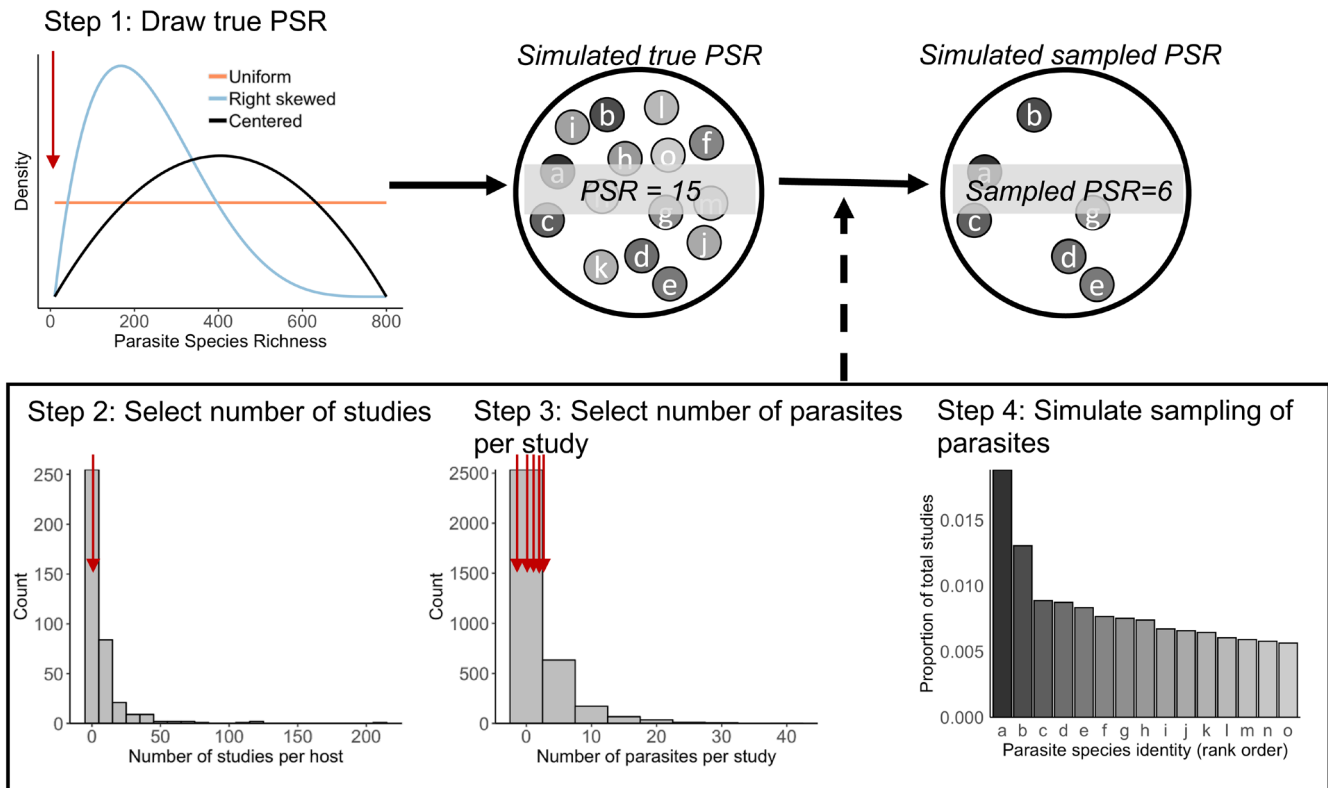 Step 1: Draw true PSR
Density
Uniform
Right skewed
Centered
0 200 400 600 800
Parasite Species Richness
Simulated true PSR
i b l f
a h o
PSR = 15
n m
c g j
k d e
Simulated sampled PSR
b
a
Sampled PSR=6
c g
d
e
Step 2: Select number of studies
Count
250
200
150
100
50
0
0 50 100 150 200
Number of studies per host
Step 3: Select number of parasites
per study
Count
2500
2000
1500
1000
500
0
0 10 20 30 40
Number of parasites per study
Step 4: Simulate sampling of
parasites
Proportion of total studies
0.015
0.010
0.005
0.000
a b c d e f g h i j k l m n o
Parasite species identity (rank order)